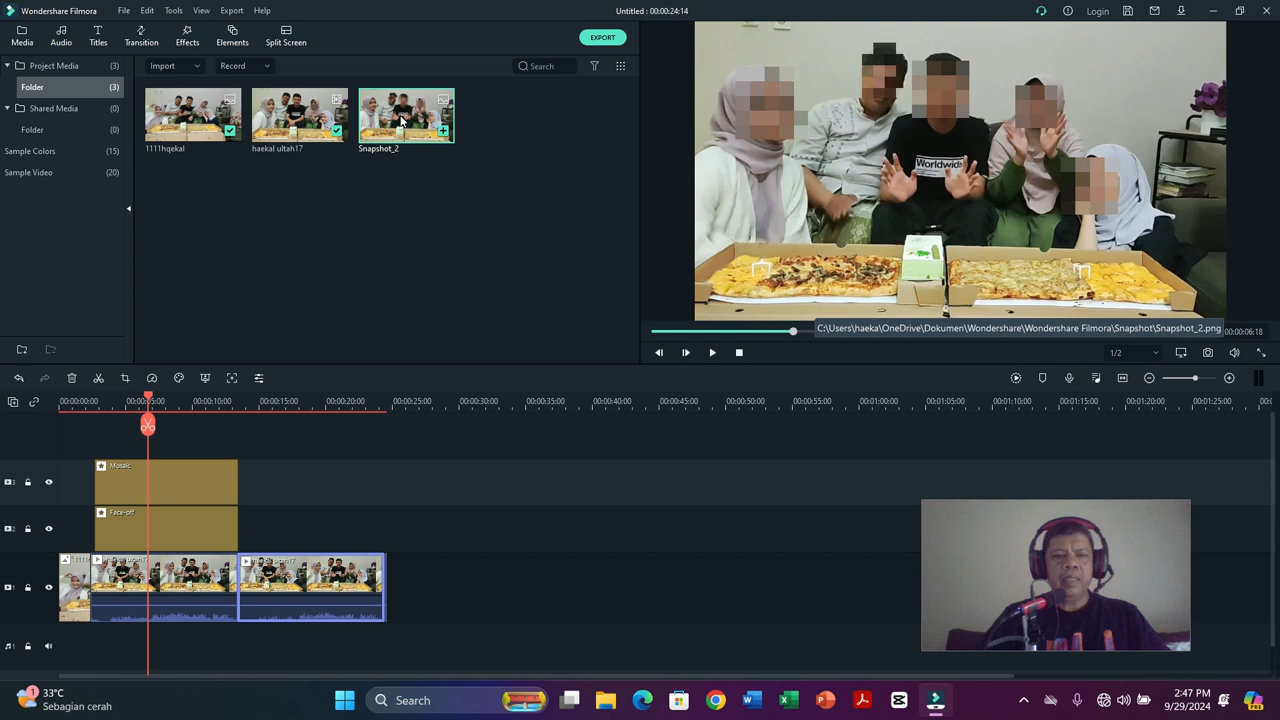 Wondershare Filmora
File
Edit
Tools
View
Export
Help
Untitled : 00:00:24:14
Login
Media
Audio
Titles
Transition
Effects
Elements
Split Screen
EXPORT
Project Media (3)
Folder (3)
Shared Media (0)
Folder (0)
Sample Colors (15)
Sample Video (20)
Import
Record
Search
1111hqekal
haekal ultah17
Snapshot_2
Worldwide
C:\Users\haeka\OneDrive\Dokumen\Wondershare\Wondershare Filmora\Snapshot\Snapshot_2.png
00:00:06:18
1/2
00:00:00:00
00:00:05:00
00:00:10:00
00:00:15:00
00:00:20:00
00:00:25:00
00:00:30:00
00:00:35:00
00:00:40:00
00:00:45:00
00:00:50:00
00:00:55:00
00:01:00:00
00:01:05:00
00:01:10:00
00:01:15:00
00:01:20:00
00:01:25:00
3
Mosaic
2
Face-off
1
1
1
33°C
Sebagian cerah
Search
2:47 PM
9/29/2024
PRE